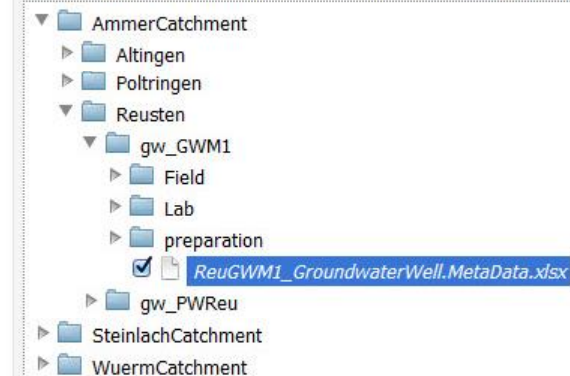 AmmerCatchment
Altingen
Poltringen
Reusten
gw_GWM1
Field
Lab
preparation
ReuGWM1_GroundwaterWell.MetaData.xlsx
gw_PWReu
SteinlachCatchment
WuermCatchment